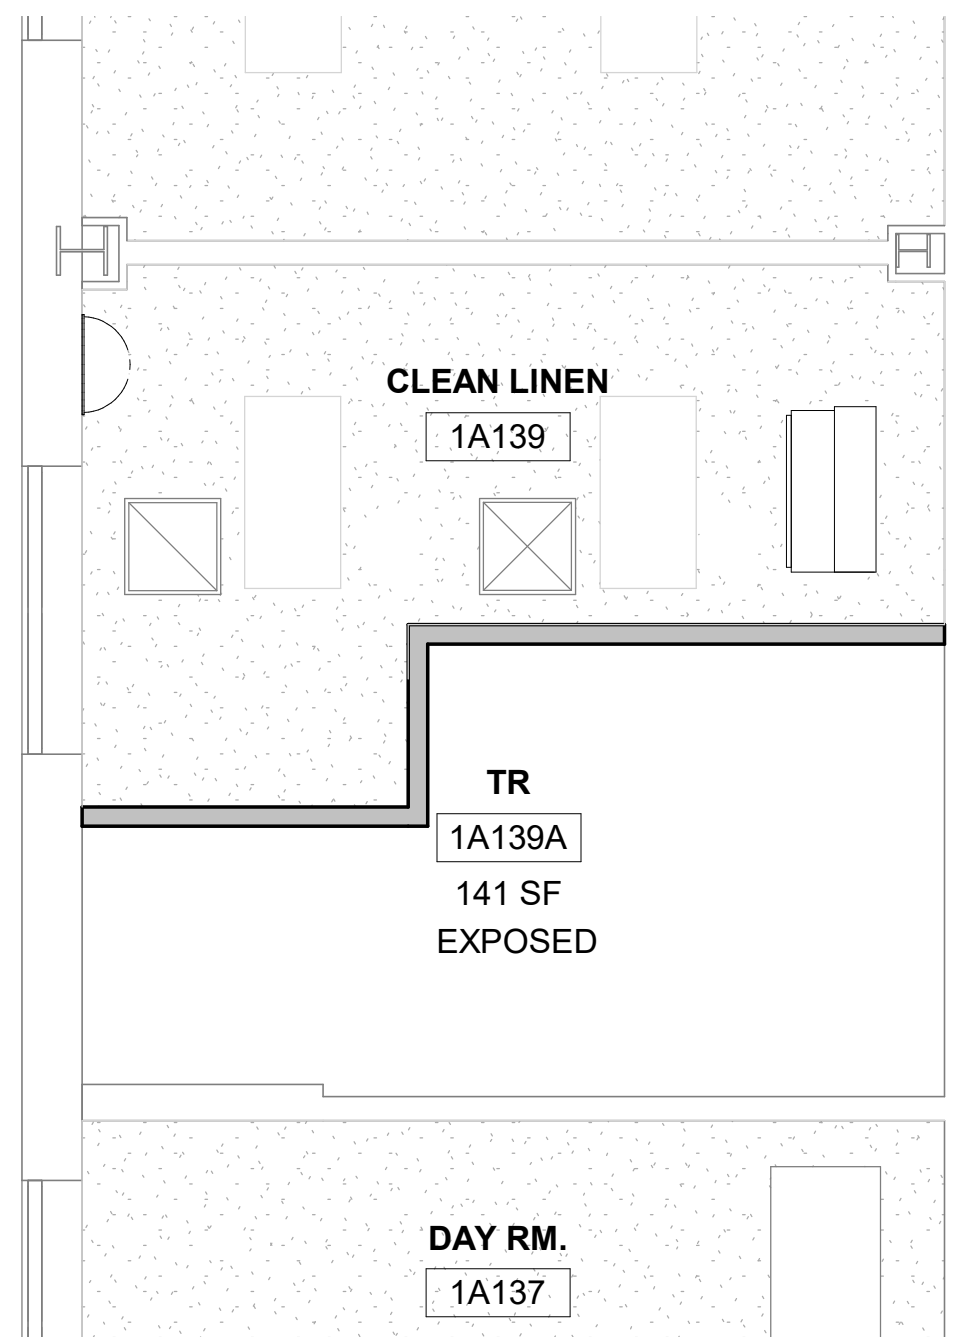 CLEAN LINEN
1A139
TR
1A139A
141 SF
EXPOSED
DAY RM.
1A137